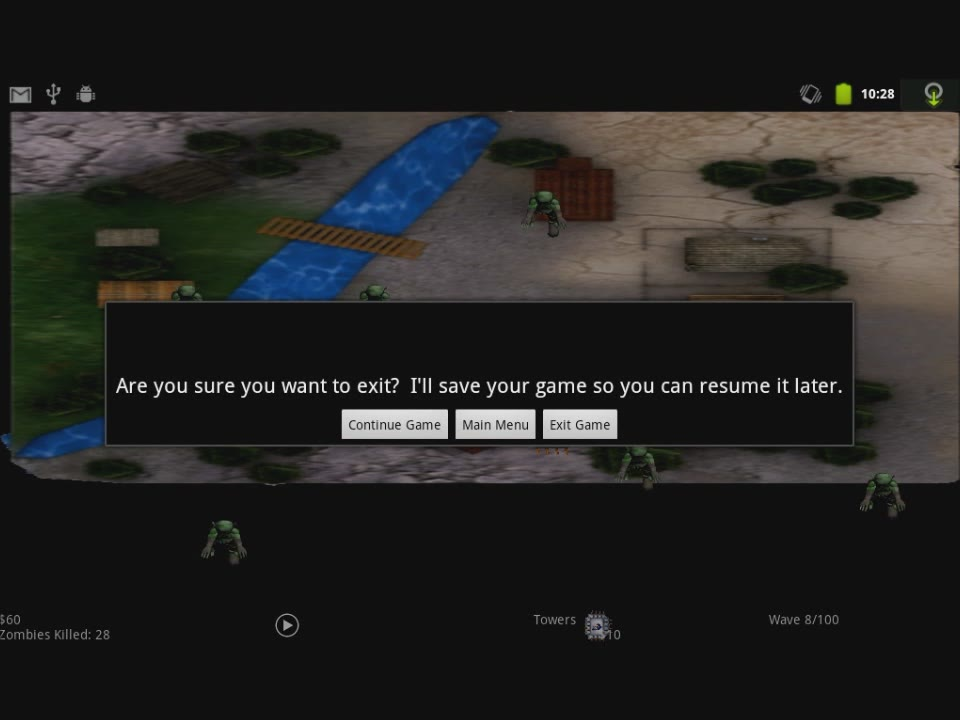 10:28
Are you sure you want to exit?  I'll save your game so you can resume it later.
Continue Game Main Menu Exit Game
$60 Towers Wave 8/100
Zombies Killed: 28